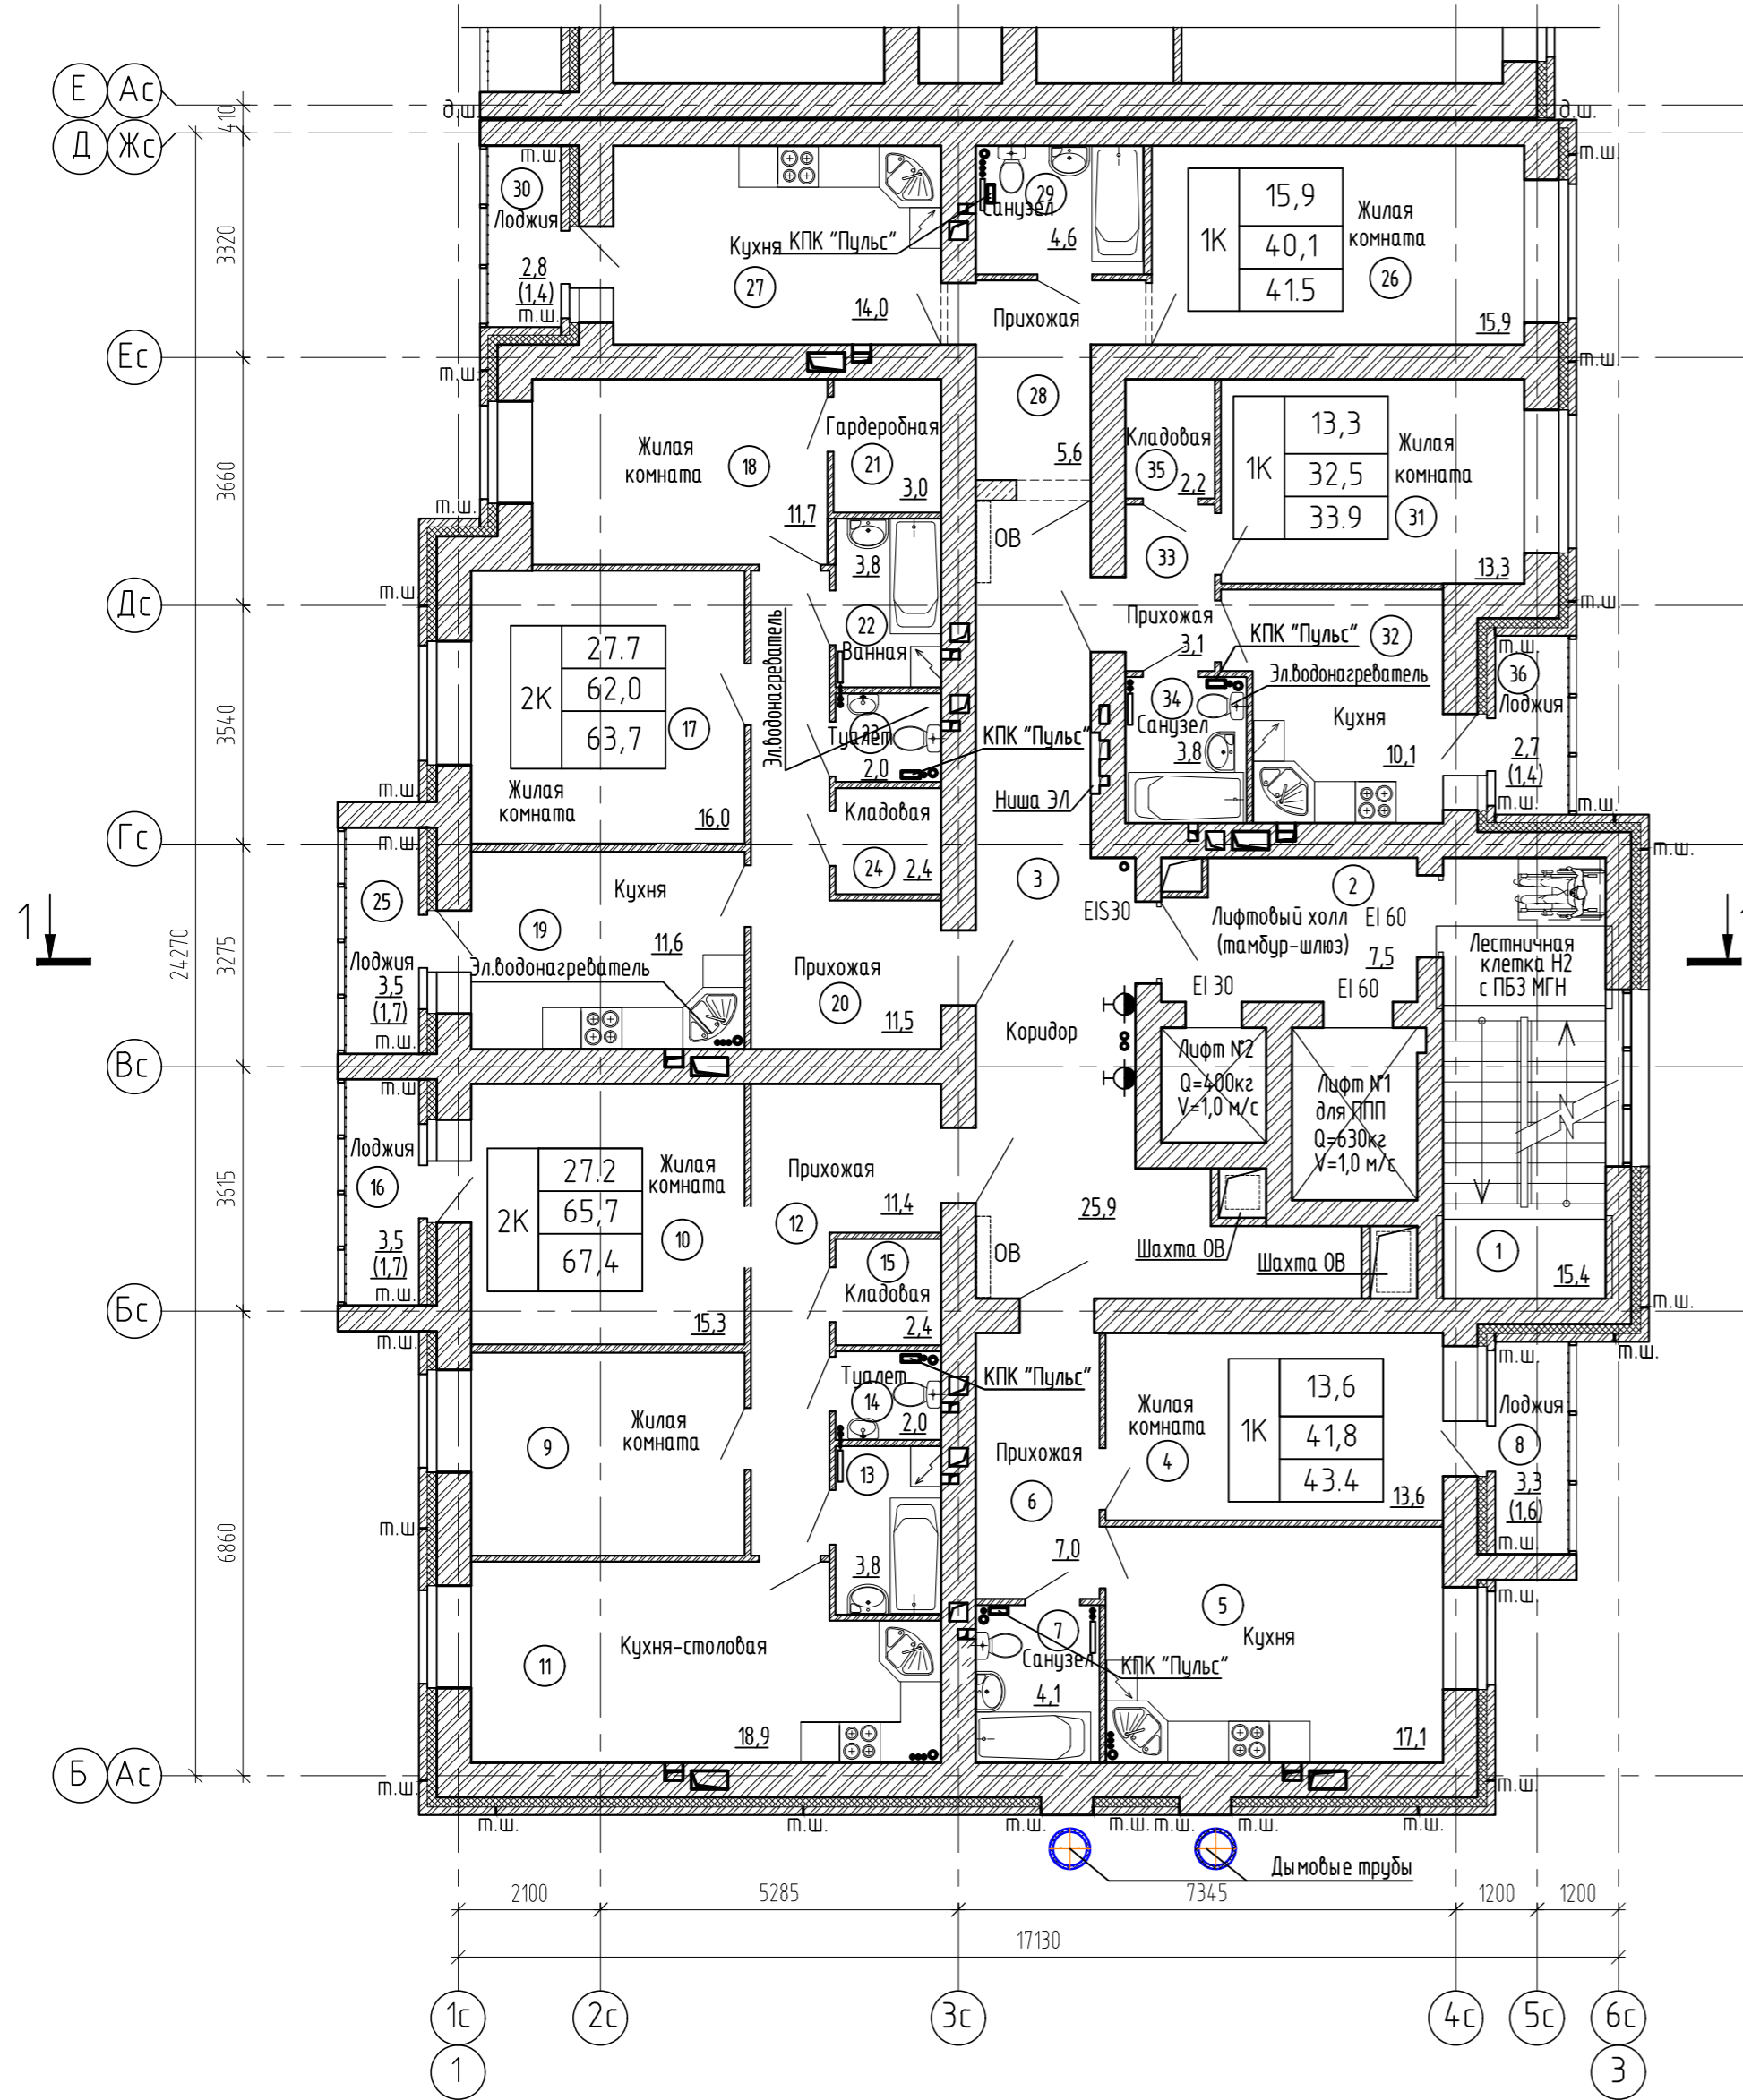 Е Ас
Д Жс
410
д.ш.
д.ш.
т.ш.
30
Лоджия
2,8
(1,4)
т.ш.
3320
Кухня
27
14,0
КПК "Пульс"
29
Санузел
4,6
Прихожая
1К
15,9
40,1
41.5
Жилая
комната
26
15,9
т.ш.
т.ш.
Ес
т.ш.
т.ш.
3660
Жилая
комната
18
11,7
Гардеробная
21
3,0
28
5,6
ОВ
Кладовая
35
2,2
33
1К
13,3
32,5
33.9
Жилая
комната
31
13,3
Дс
т.ш.
т.ш.
3,8
22
Ванная
Эл.водонагреватель
2К
27.7
62,0
63,7
17
Жилая
комната
16,0
3540
т.ш.
23
Туалет
2,0
КПК "Пульс"
Кладовая
24
2,4
Прихожая
3,1
КПК "Пульс"
32
Эл.водонагреватель
34
Санузел
3,8
Кухня
10,1
Ниша ЭЛ
т.ш.
36
Лоджия
2,7
(1,4)
т.ш.
т.ш.
Гс
т.ш.
т.ш.
1
25
Лоджия
3,5
(1,7)
т.ш.
24270
3275
Кухня
19
11,6
Эл.водонагреватель
Прихожая
20
11,5
3
EIS30
2
Лифтовый холл
(тамбур-шлюз)
EI 60
7,5
EI 30
EI 60
Лестничная
клетка Н2
с ПБЗ МГН
Коридор
Вс
т.ш.
Лифт №2
Q=400кг
V=1,0 м/с
Лифт №1
для ППП
Q=630кг
V=1,0 м/с
Лоджия
16
3,5
(1,7)
т.ш.
3615
2К
27.2
65,7
67,4
Жилая
комната
10
15,3
Прихожая
12
11,4
25,9
ОВ
Шахта ОВ
Шахта ОВ
1
15,4
15
Кладовая
2,4
Бс
т.ш.
т.ш.
т.ш.
т.ш.
Туалет
14
2,0
КПК "Пульс"
9
Жилая
комната
13
3,8
Прихожая
6
7,0
Жилая
комната
4
1К
13,6
41,8
43.4
13,6
Лоджия
8
3,3
(1,6)
т.ш.
т.ш.
6860
т.ш.
Кухня-столовая
11
18,9
7
Санузел
4,1
КПК "Пульс"
5
Кухня
17,1
Б Ас
т.ш.
т.ш.
т.ш.
т.ш.
т.ш.
т.ш.
т.ш.
т.ш.
т.ш.
Дымовые трубы
2100
5285
7345
1200
1200
17130
1с
2с
3с
4с
5с
6с
1
3